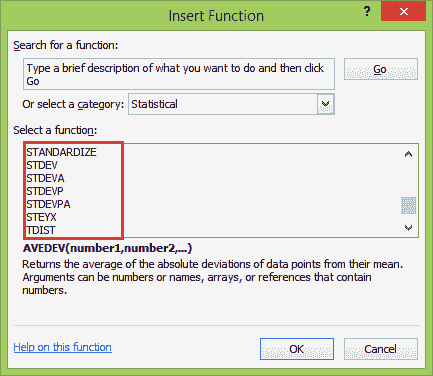 Insert Function
?
Search for a function:
Type a brief description of what you want to do and then click
Go
Go
Or select a category: Statistical
Select a function:
STANDARDIZE
STDEV
STDEVA
STDEVP
STDEVPA
STEYX
TDIST
AVEDEV(number1,number2,...)
Returns the average of the absolute deviations of data points from their mean.
Arguments can be numbers or names, arrays, or references that contain
numbers.
Help on this function
OK
Cancel